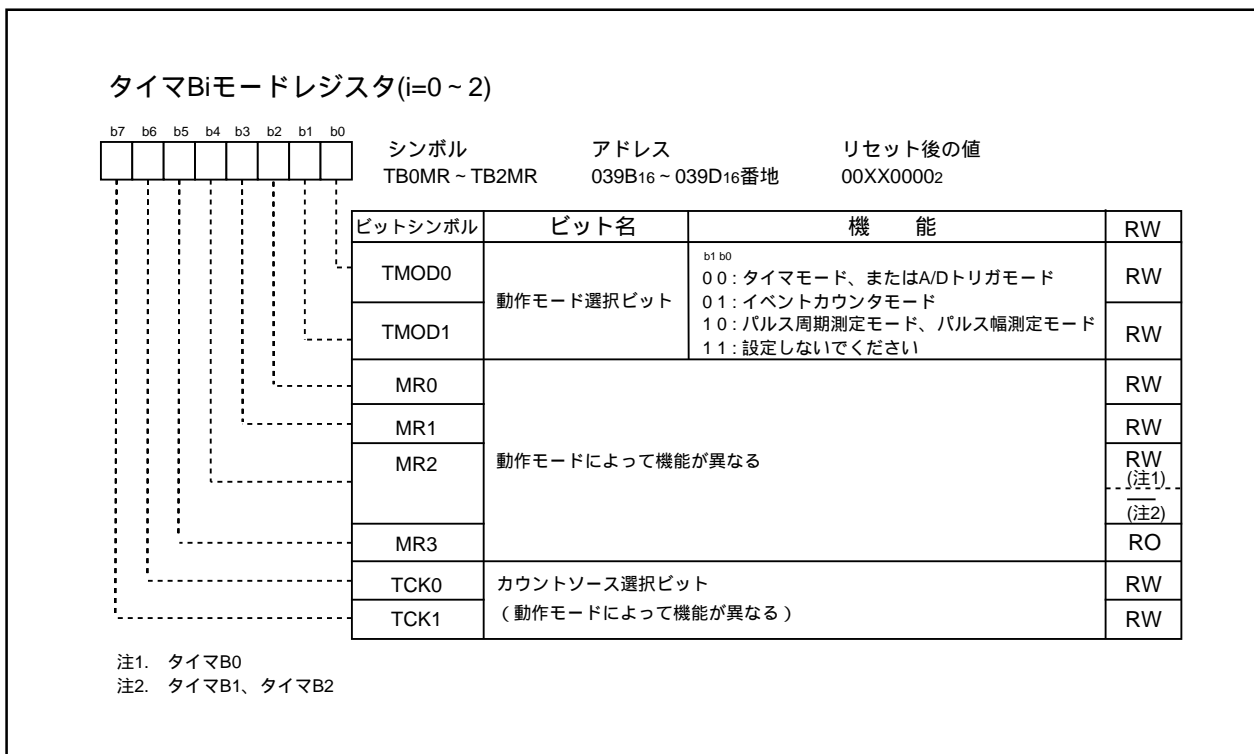 タイマBiモードレジスタ(i=0~2)
b7 b6 b5 b4 b3 b2 b1 b0
シンボル アドレス リセット後の値
TB0MR~TB2MR 039B16~039D16番地 00XX00002
ビットシンボル ビット名 機 能 RW
TMOD0 動作モード選択ビット b1 b0
0 0 : タイマモード、またはA/Dトリガモード
0 1 : イベントカウンタモード
1 0 : パルス周期測定モード、パルス幅測定モード
1 1 : 設定しないでください
RW
TMOD1 RW
MR0 動作モードによって機能が異なる RW
MR1 RW
MR2 RW
(注1)
(注2)
MR3 RO
TCK0 カウントソース選択ビット RW
TCK1 (動作モードによって機能が異なる) RW
注1. タイマB0
注2. タイマB1、タイマB2